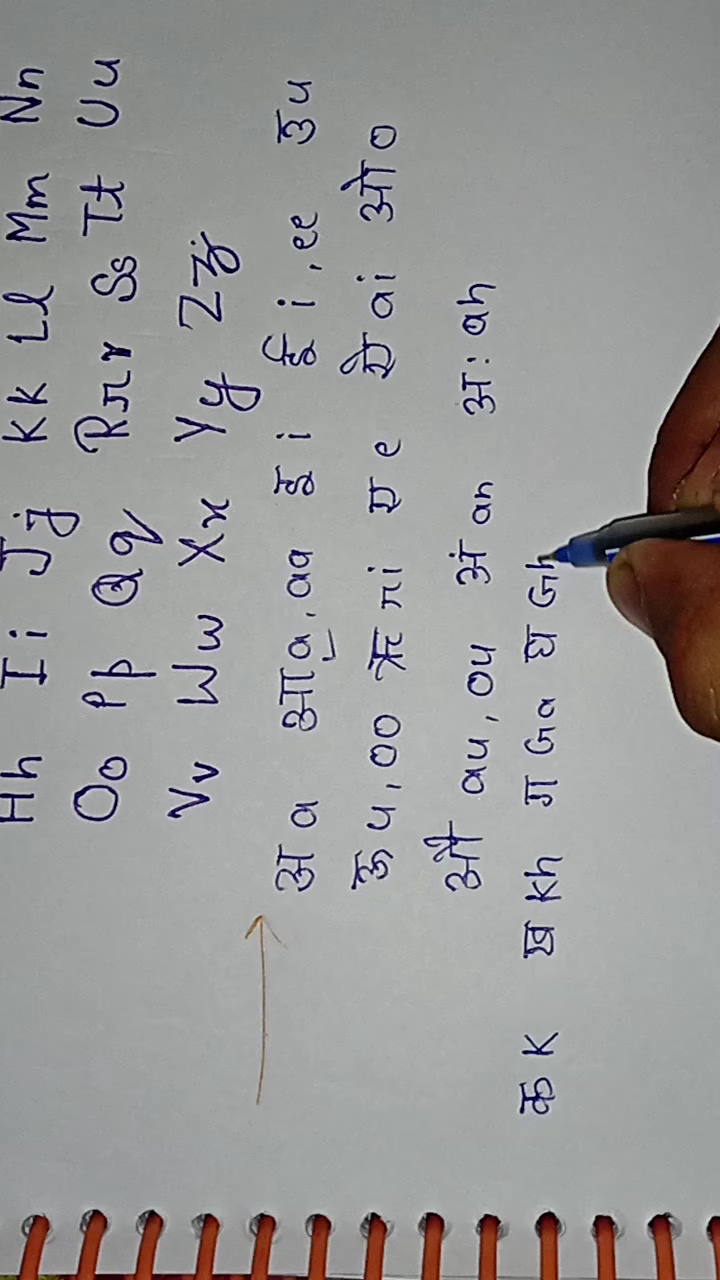 Hh Ii Jj Kk Ll Mm Nn
Oo Pp Qq Rr r Ss Tt Uu
Vv Ww Xx Yy Zz
अ a आ a, aa इ i ई i, ee उ u
ऊ u, oo ऋ ri ए e ऐ ai ओ o
औ au, ou अं an अः ah
क K ख Kh ग Ga घ Gh